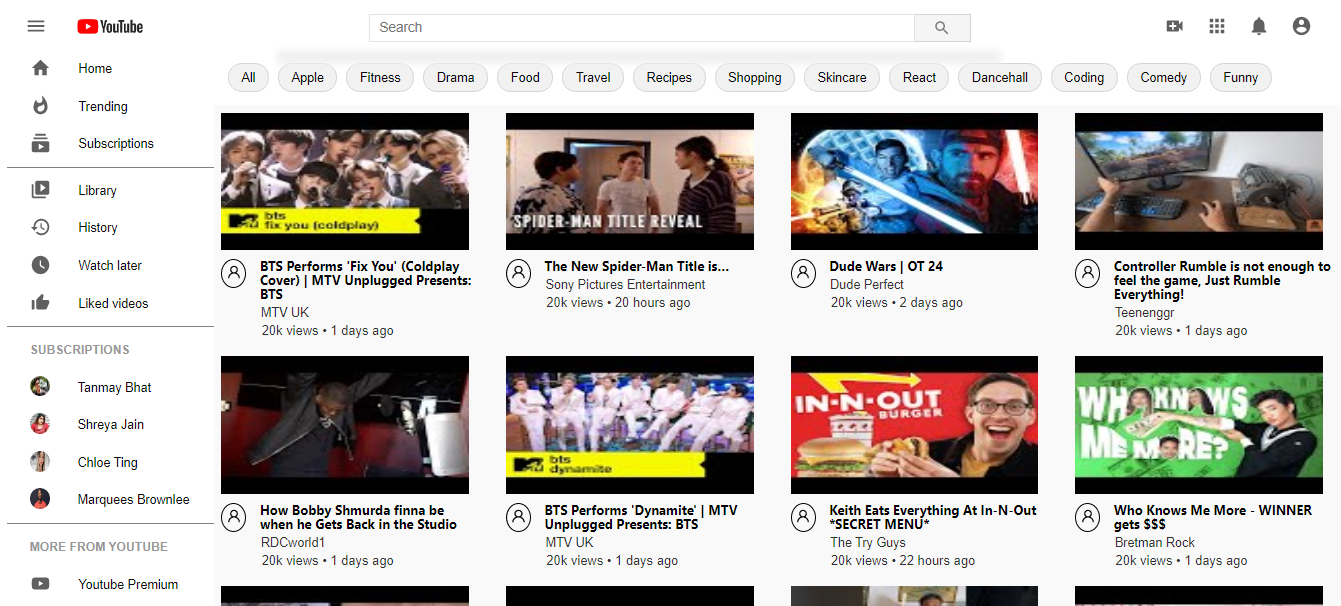 YouTube
Search
Home
Trending
Subscriptions
Library
History
Watch later
Liked videos
SUBSCRIPTIONS
Tanmay Bhat
Shreya Jain
Chloe Ting
Marquees Brownlee
MORE FROM YOUTUBE
Youtube Premium
All
Apple
Fitness
Drama
Food
Travel
Recipes
Shopping
Skincare
React
Dancehall
Coding
Comedy
Funny
bts
fix you (coldplay)
BTS Performs 'Fix You' (Coldplay
Cover) | MTV Unplugged Presents:
BTS
MTV UK
20k views • 1 days ago
SPIDER-MAN TITLE REVEAL
The New Spider-Man Title is...
Sony Pictures Entertainment
20k views • 20 hours ago
Dude Wars | OT 24
Dude Perfect
20k views • 2 days ago
Controller Rumble is not enough to
feel the game, Just Rumble
Everything!
Teenenggr
20k views • 1 days ago
How Bobby Shmurda finna be
when he Gets Back in the Studio
RDCworld1
20k views • 1 days ago
bts
dynamite
BTS Performs 'Dynamite' | MTV
Unplugged Presents: BTS
MTV UK
20k views • 1 days ago
IN-N-OUT
BURGER
Keith Eats Everything At In-N-Out
*SECRET MENU*
The Try Guys
20k views • 22 hours ago
WHO KNOWS
ME MORE?
Who Knows Me More - WINNER
gets $$$
Bretman Rock
20k views • 1 days ago